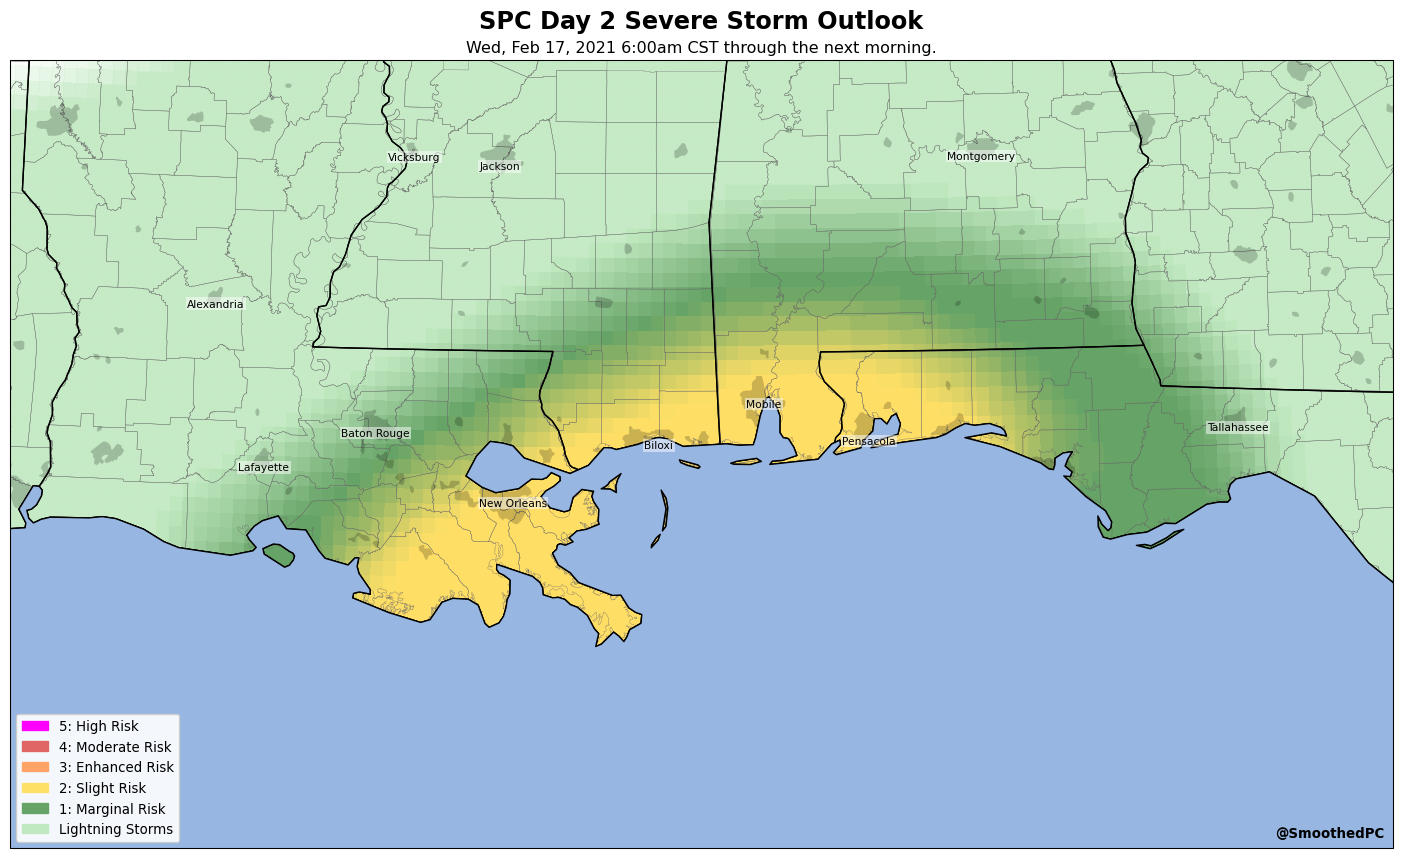 SPC Day 2 Severe Storm Outlook
Wed, Feb 17, 2021 6:00am CST through the next morning.
Vicksburg
Jackson
Montgomery
Alexandria
Mobile
Baton Rouge
Biloxi
Pensacola
Tallahassee
Lafayette
New Orleans
5: High Risk
4: Moderate Risk
3: Enhanced Risk
2: Slight Risk
1: Marginal Risk
Lightning Storms
@SmoothedPC